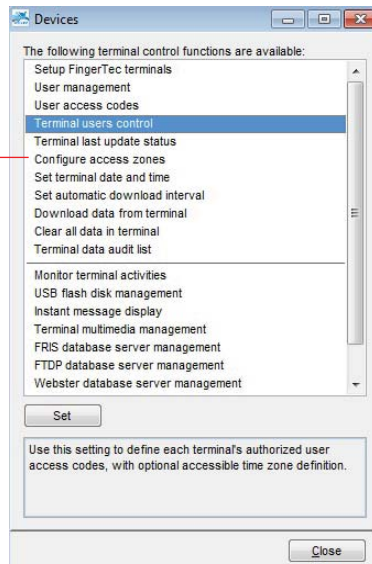 Devices
The following terminal control functions are available:
Setup FingerTec terminals
User management
User access codes
Terminal users control
Terminal last update status
Configure access zones
Set terminal date and time
Set automatic download interval
Download data from terminal
Clear all data in terminal
Terminal data audit list
Monitor terminal activities
USB flash disk management
Instant message display
Terminal multimedia management
FRIS database server management
FTDP database server management
Webster database server management
Set
Use this setting to define each terminal's authorized user
access codes, with optional accessible time zone definition.
Close